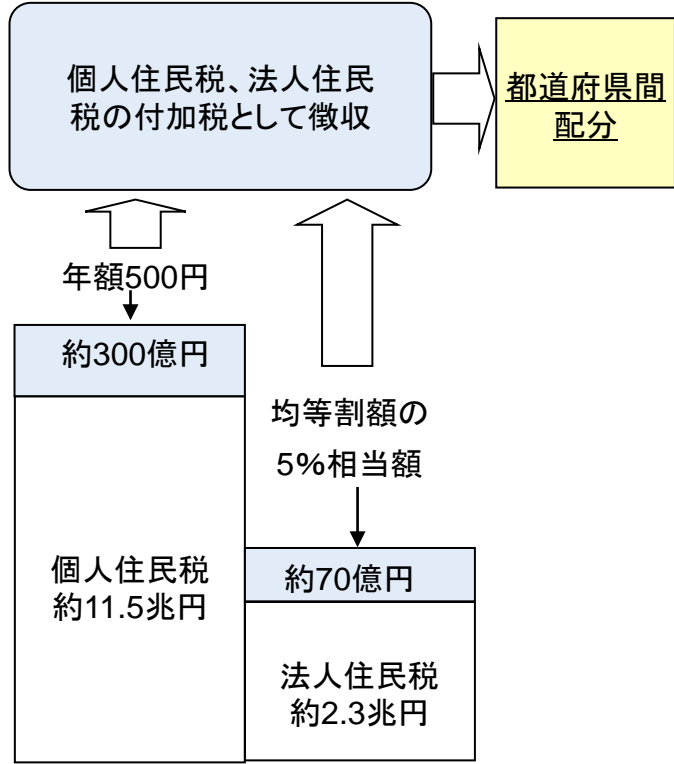 個人住民税、法人住民
税の付加税として徴収
都道府県間
配分
年額500円
約300億円
均等割額の
5%相当額
個人住民税
約11.5兆円
約70億円
法人住民税
約2.3兆円